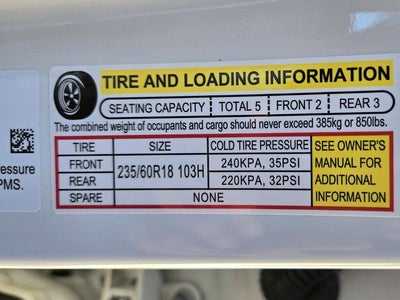 TIRE AND LOADING INFORMATION
SEATING CAPACITY TOTAL 5 FRONT 2 REAR 3
The combined weight of occupants and cargo should never exceed 385kg or 850lbs.
TIRE SIZE COLD TIRE PRESSURE
FRONT 235/60R18 103H 240KPA, 35PSI
REAR 220KPA, 32PSI
SPARE NONE
SEE OWNER'S
MANUAL FOR
ADDITIONAL
INFORMATION
ressure
PMS.